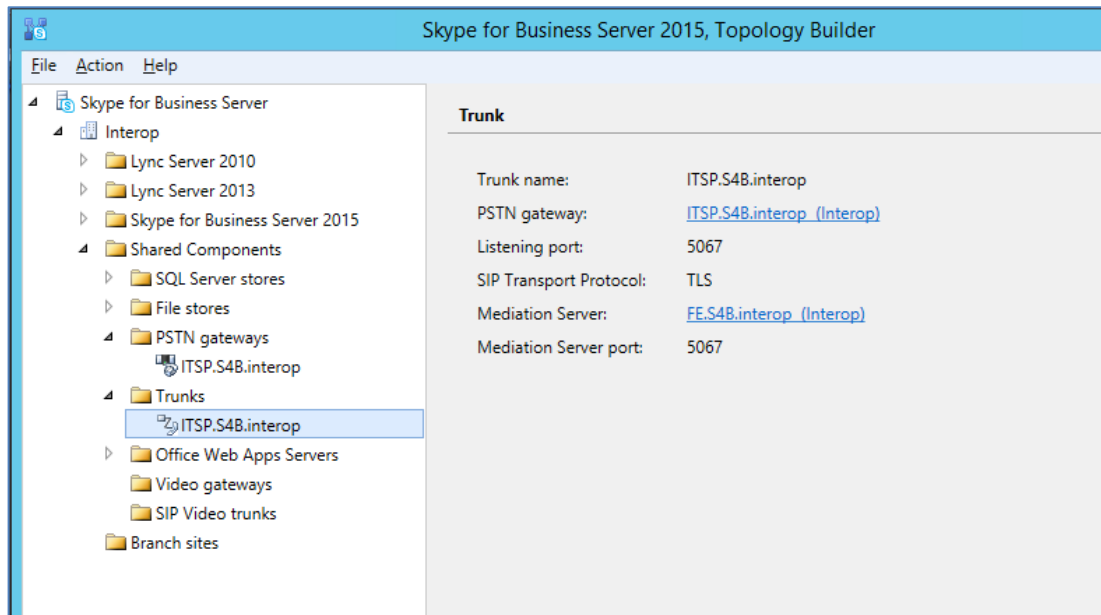 Skype for Business Server 2015, Topology Builder
File Action Help
Skype for Business Server
Interop
Lync Server 2010
Lync Server 2013
Skype for Business Server 2015
Shared Components
SQL Server stores
File stores
PSTN gateways
ITSP.S4B.interop
Trunks
ITSP.S4B.interop
Office Web Apps Servers
Video gateways
SIP Video trunks
Branch sites
Trunk
Trunk name: ITSP.S4B.interop
PSTN gateway: ITSP.S4B.interop (Interop)
Listening port: 5067
SIP Transport Protocol: TLS
Mediation Server: FE.S4B.interop (Interop)
Mediation Server port: 5067